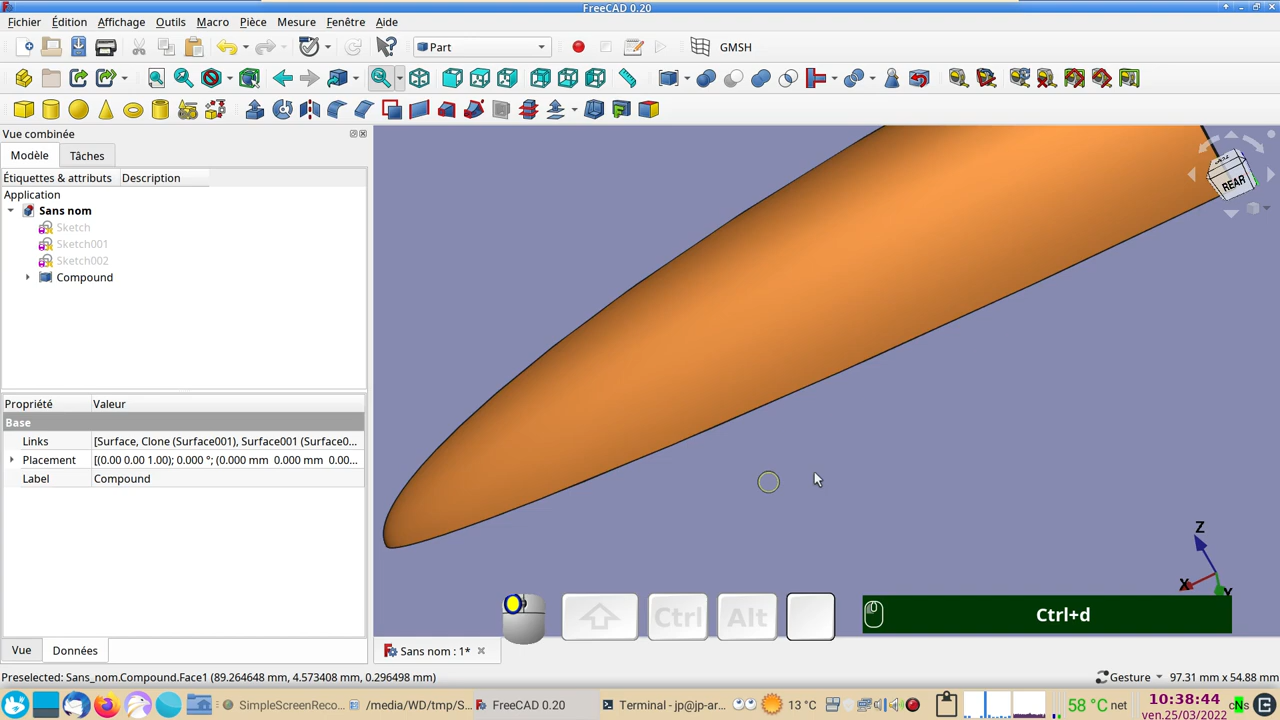 FreeCAD 0.20
Fichier Édition Affichage Outils Macro Pièce Mesure Fenêtre Aide
Part
GMSH
Vue combinée
Modèle Tâches
Étiquettes & attributs Description
Application
Sans nom
Sketch
Sketch001
Sketch002
Compound
Propriété Valeur
Base
Links [Surface, Clone (Surface001), Surface001 (Surface0...
Placement [(0.00 0.00 1.00); 0.000 °; (0.000 mm 0.000 mm 0.00...
Label Compound
REAR
Z
X
Y
Ctrl Alt
Ctrl+d
Vue Données
Sans nom : 1*
Preselected: Sans_nom.Compound.Face1 (89.264648 mm, 4.573408 mm, 0.296498 mm)
Gesture 97.31 mm x 54.88 mm
SimpleScreenReco...
/media/WD/tmp/S...
FreeCAD 0.20
Terminal - jp@jp-ar...
13 °C
58 °C net
10:38:44
ven.25/03/2022
cNs